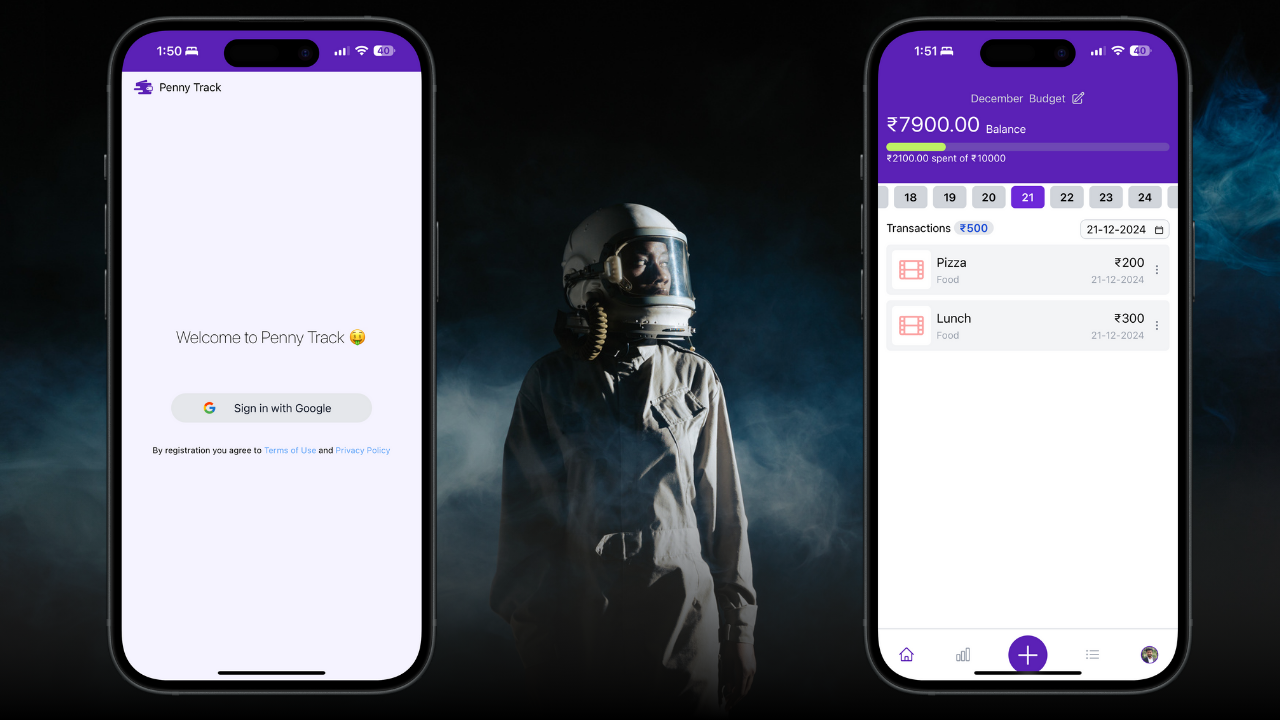 1:50
40
Penny Track
Welcome to Penny Track 🤑
Sign in with Google
By registration you agree to Terms of Use and Privacy Policy
1:51
40
December Budget
₹7900.00 Balance
₹2100.00 spent of ₹10000
18 19 20 21 22 23 24
Transactions ₹500 21-12-2024
Pizza ₹200
Food 21-12-2024
Lunch ₹300
Food 21-12-2024